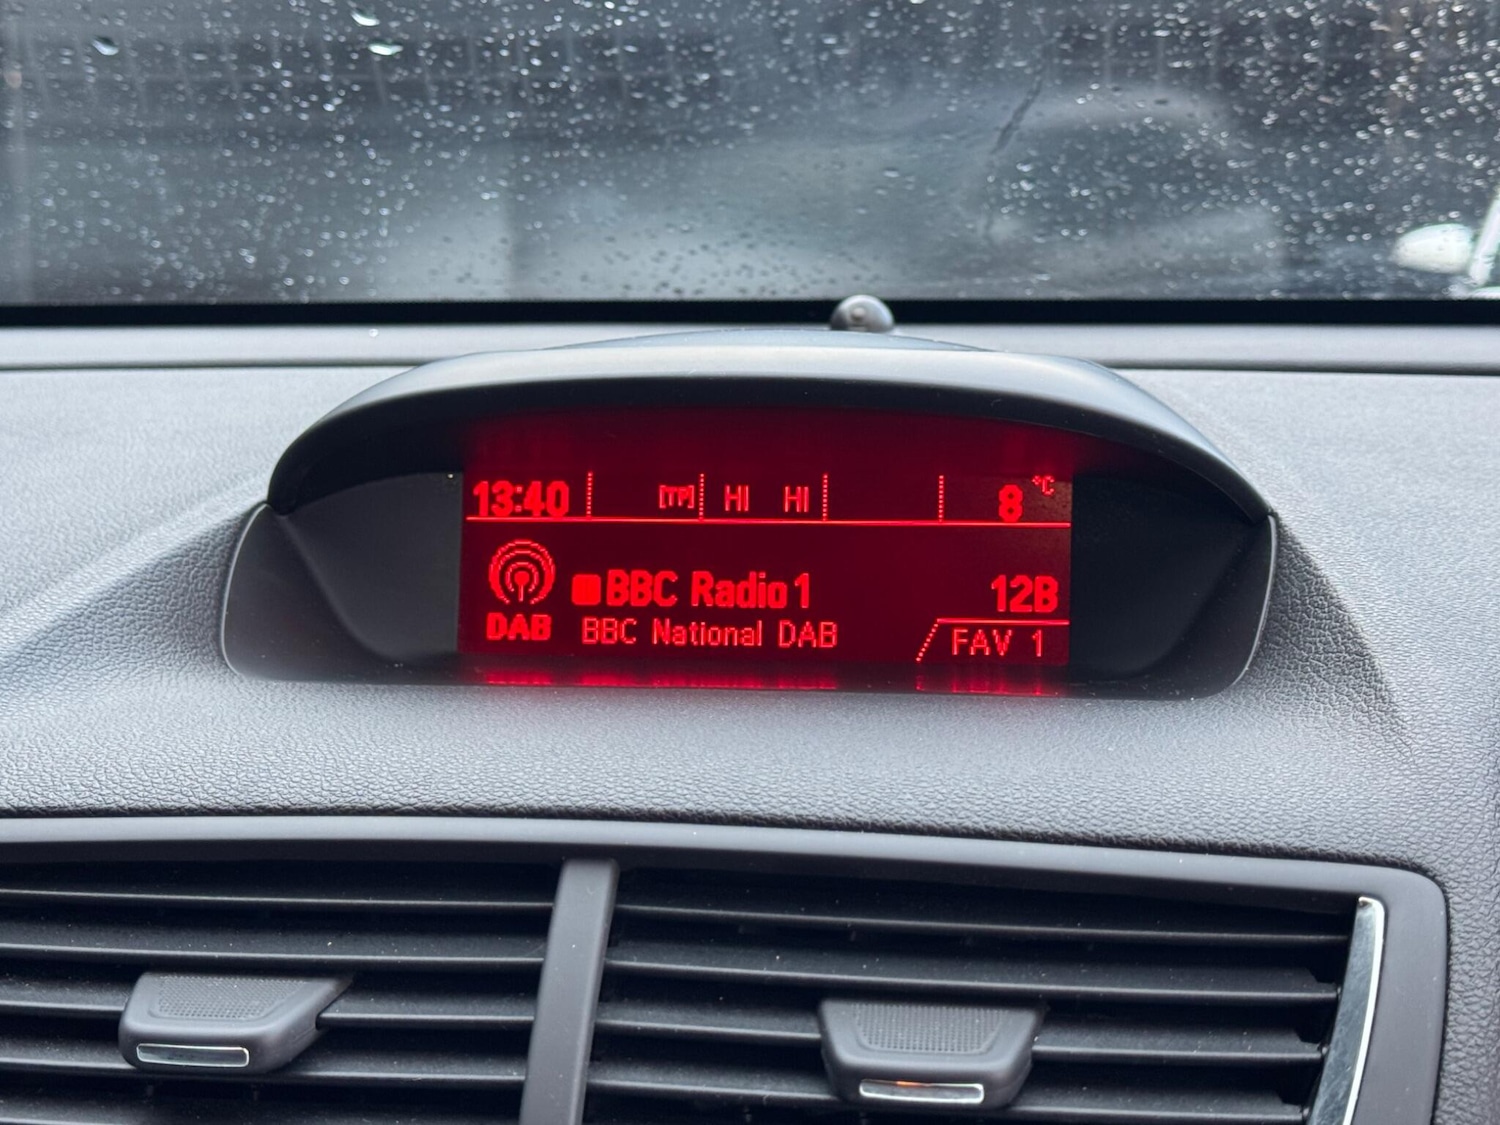 13:40 [TP] HI HI 8 °C
BBC Radio 1 12B
DAB BBC National DAB FAV 1